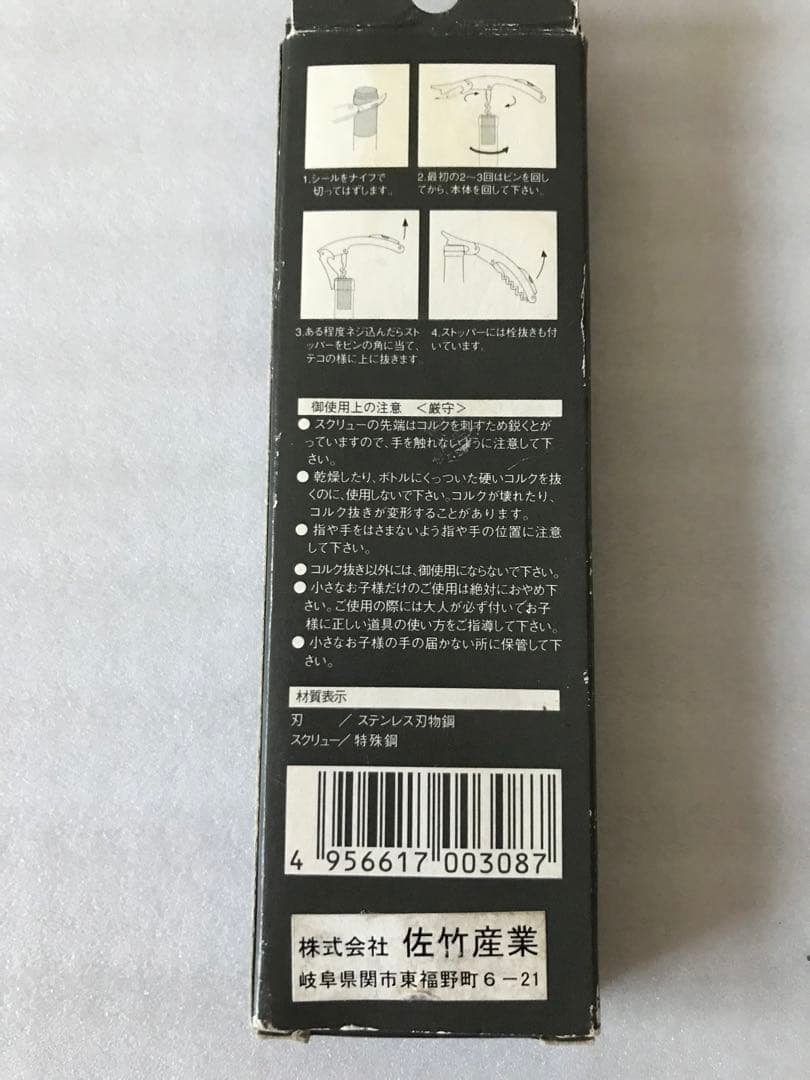 1.シールをナイフで
切ってはずします。
2.最初の2〜3回はビンを回し
てから、本体を回して下さい。
3.ある程度ネジ込んだらスト
ッパーをビンの角に当て、
テコの様に上に抜きます。
4.ストッパーには栓抜きも付
いています。
御使用上の注意 <厳守>
● スクリューの先端はコルクを刺すため鋭くとが
っていますので、手を触れないように注意して下
さい。
● 乾燥したり、ボトルにくっついた硬いコルクを抜
くのに、使用しないで下さい。コルクが壊れたり、
コルク抜きが変形することがあります。
● 指や手をはさまないよう指や手の位置に注意
して下さい。
● コルク抜き以外には、御使用にならないで下さい。
● 小さなお子様だけのご使用は絶対におやめ下
さい。ご使用の際には大人が必ず付いてお子
様に正しい道具の使い方をご指導して下さい。
● 小さなお子様の手の届かない所に保管して下
さい。
材質表示
刃 /ステンレス刃物鋼
スクリュー/特殊鋼
4 956617 003087
株式会社 佐竹産業
岐阜県関市東福野町6-21